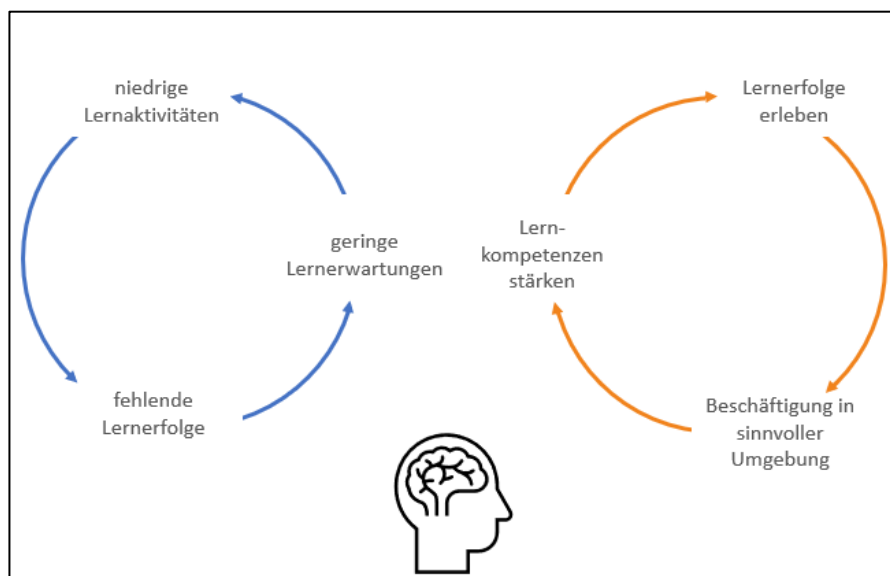 niedrige
Lernaktivitäten
fehlende
Lernerfolge
geringe
Lernerwartungen
Lern-
kompetenzen
stärken
Lernerfolge
erleben
Beschäftigung in
sinnvoller
Umgebung